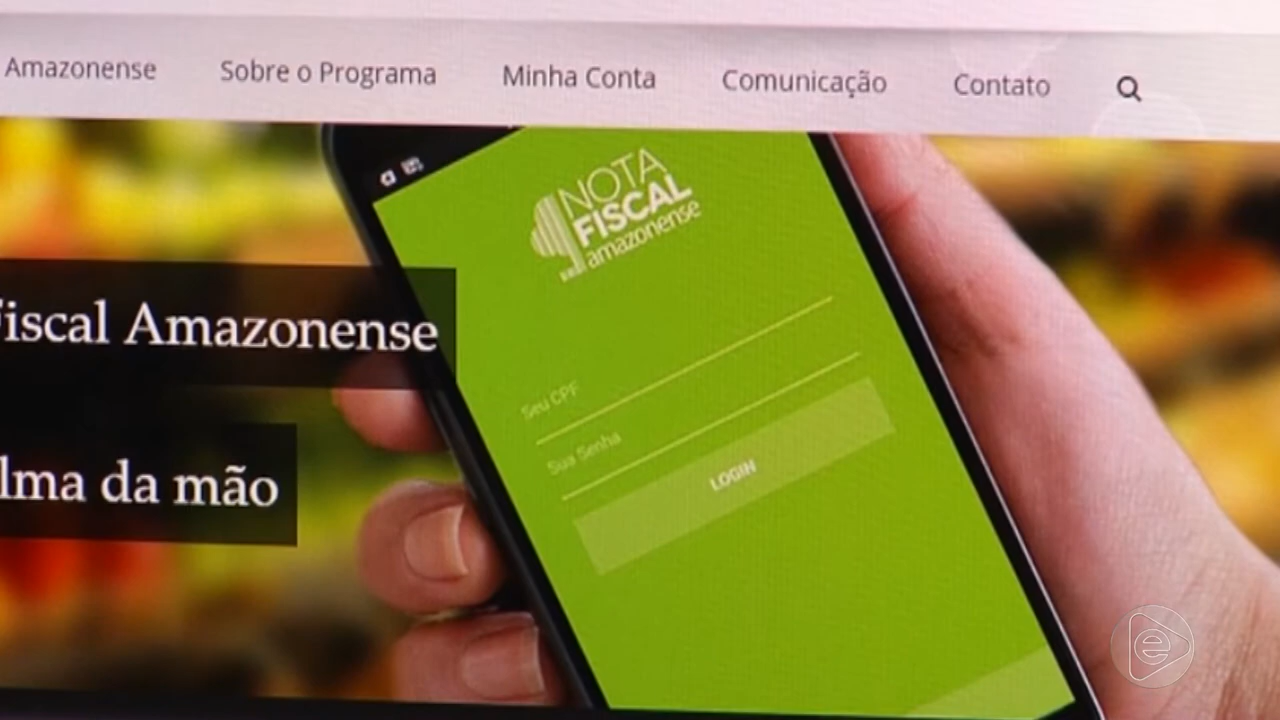 Amazonense Sobre o Programa Minha Conta Comunicação Contato
NOTA
FISCAL
amazonense
iscal Amazonense
Seu CPF
Sua Senha
lma da mão
LOGIN
e